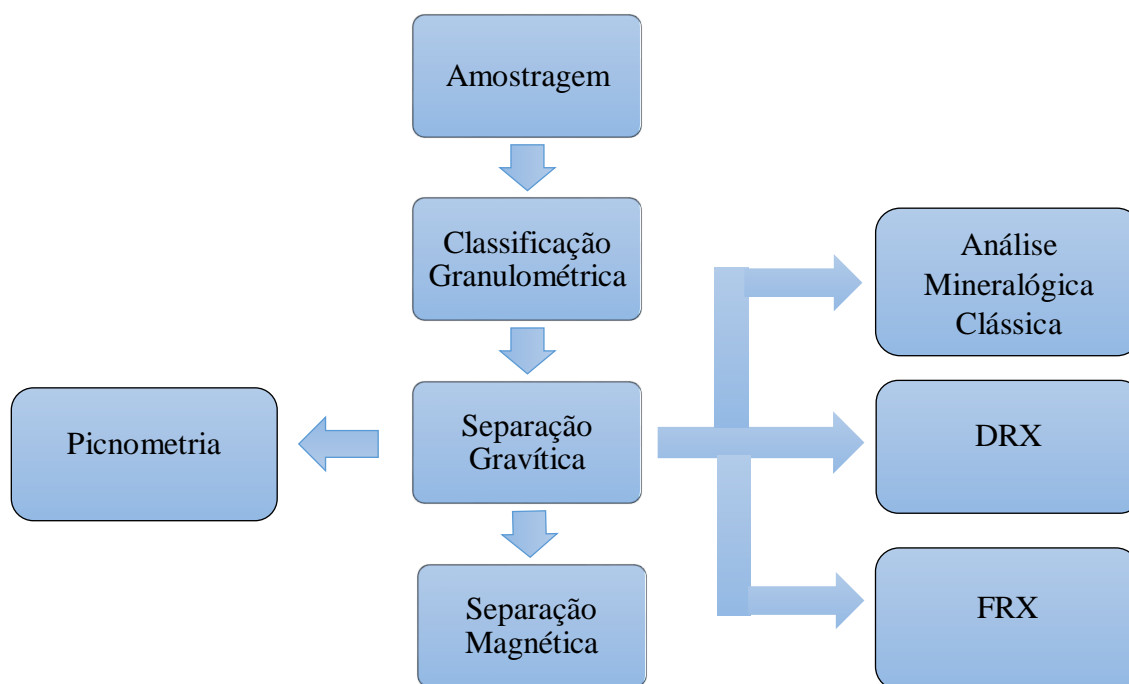 Amostragem
Classificação
Granulométrica
Análise
Mineralógica
Clássica
Picnometria
Separação
Gravítica
DRX
Separação
Magnética
FRX